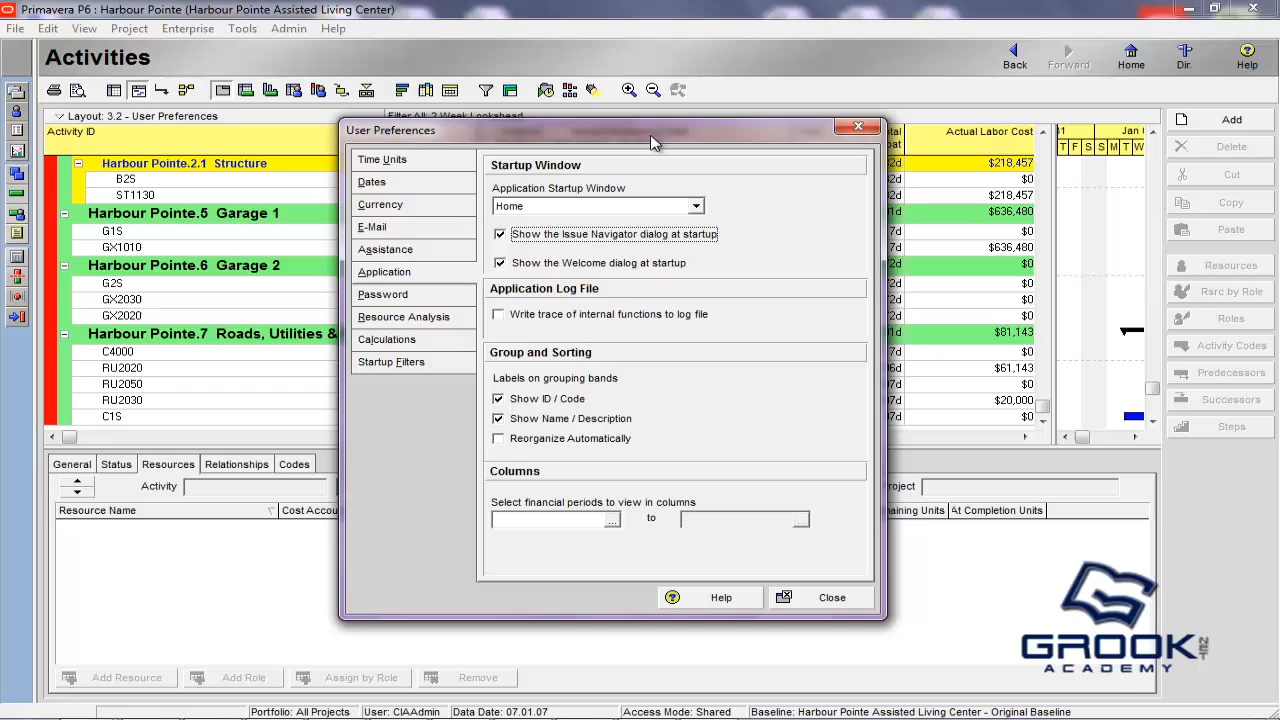 Primavera P6 : Harbour Pointe (Harbour Pointe Assisted Living Center)
File Edit View Project Enterprise Tools Admin Help
Activities
Back Forward Home Dir. Help
Layout: 3.2 - User Preferences Filter All: 2 Week Lookahead
Activity ID Actual Labor Cost Jan
T F S S M T W
Harbour Pointe.2.1 Structure $218,457
B2S $0
ST1130 $218,457
Harbour Pointe.5 Garage 1 $636,480
G1S $0
GX1010 $636,480
Harbour Pointe.6 Garage 2 $0
G2S $0
GX2030 $0
GX2020 $0
Harbour Pointe.7 Roads, Utilities & $81,143
C4000 $0
RU2020 $61,143
RU2050 $0
RU2030 $20,000
C1S $0
User Preferences
Time Units
Dates
Currency
E-Mail
Assistance
Application
Password
Resource Analysis
Calculations
Startup Filters
Startup Window
Application Startup Window
Home
Show the Issue Navigator dialog at startup
Show the Welcome dialog at startup
Application Log File
Write trace of internal functions to log file
Group and Sorting
Labels on grouping bands
Show ID / Code
Show Name / Description
Reorganize Automatically
Columns
Select financial periods to view in columns
... to ...
Help Close
Add
Delete
Cut
Copy
Paste
Resources
Rsrc by Role
Roles
Activity Codes
Predecessors
Successors
Steps
General Status Resources Relationships Codes
Activity
Resource Name At Completion Units
Add Resource Add Role Assign by Role Remove
GROOK
NET
ACADEMY
Portfolio: All Projects User: CIAAdmin Data Date: 07.01.07 Access Mode: Shared Baseline: Harbour Pointe Assisted Living Center - Original Baseline